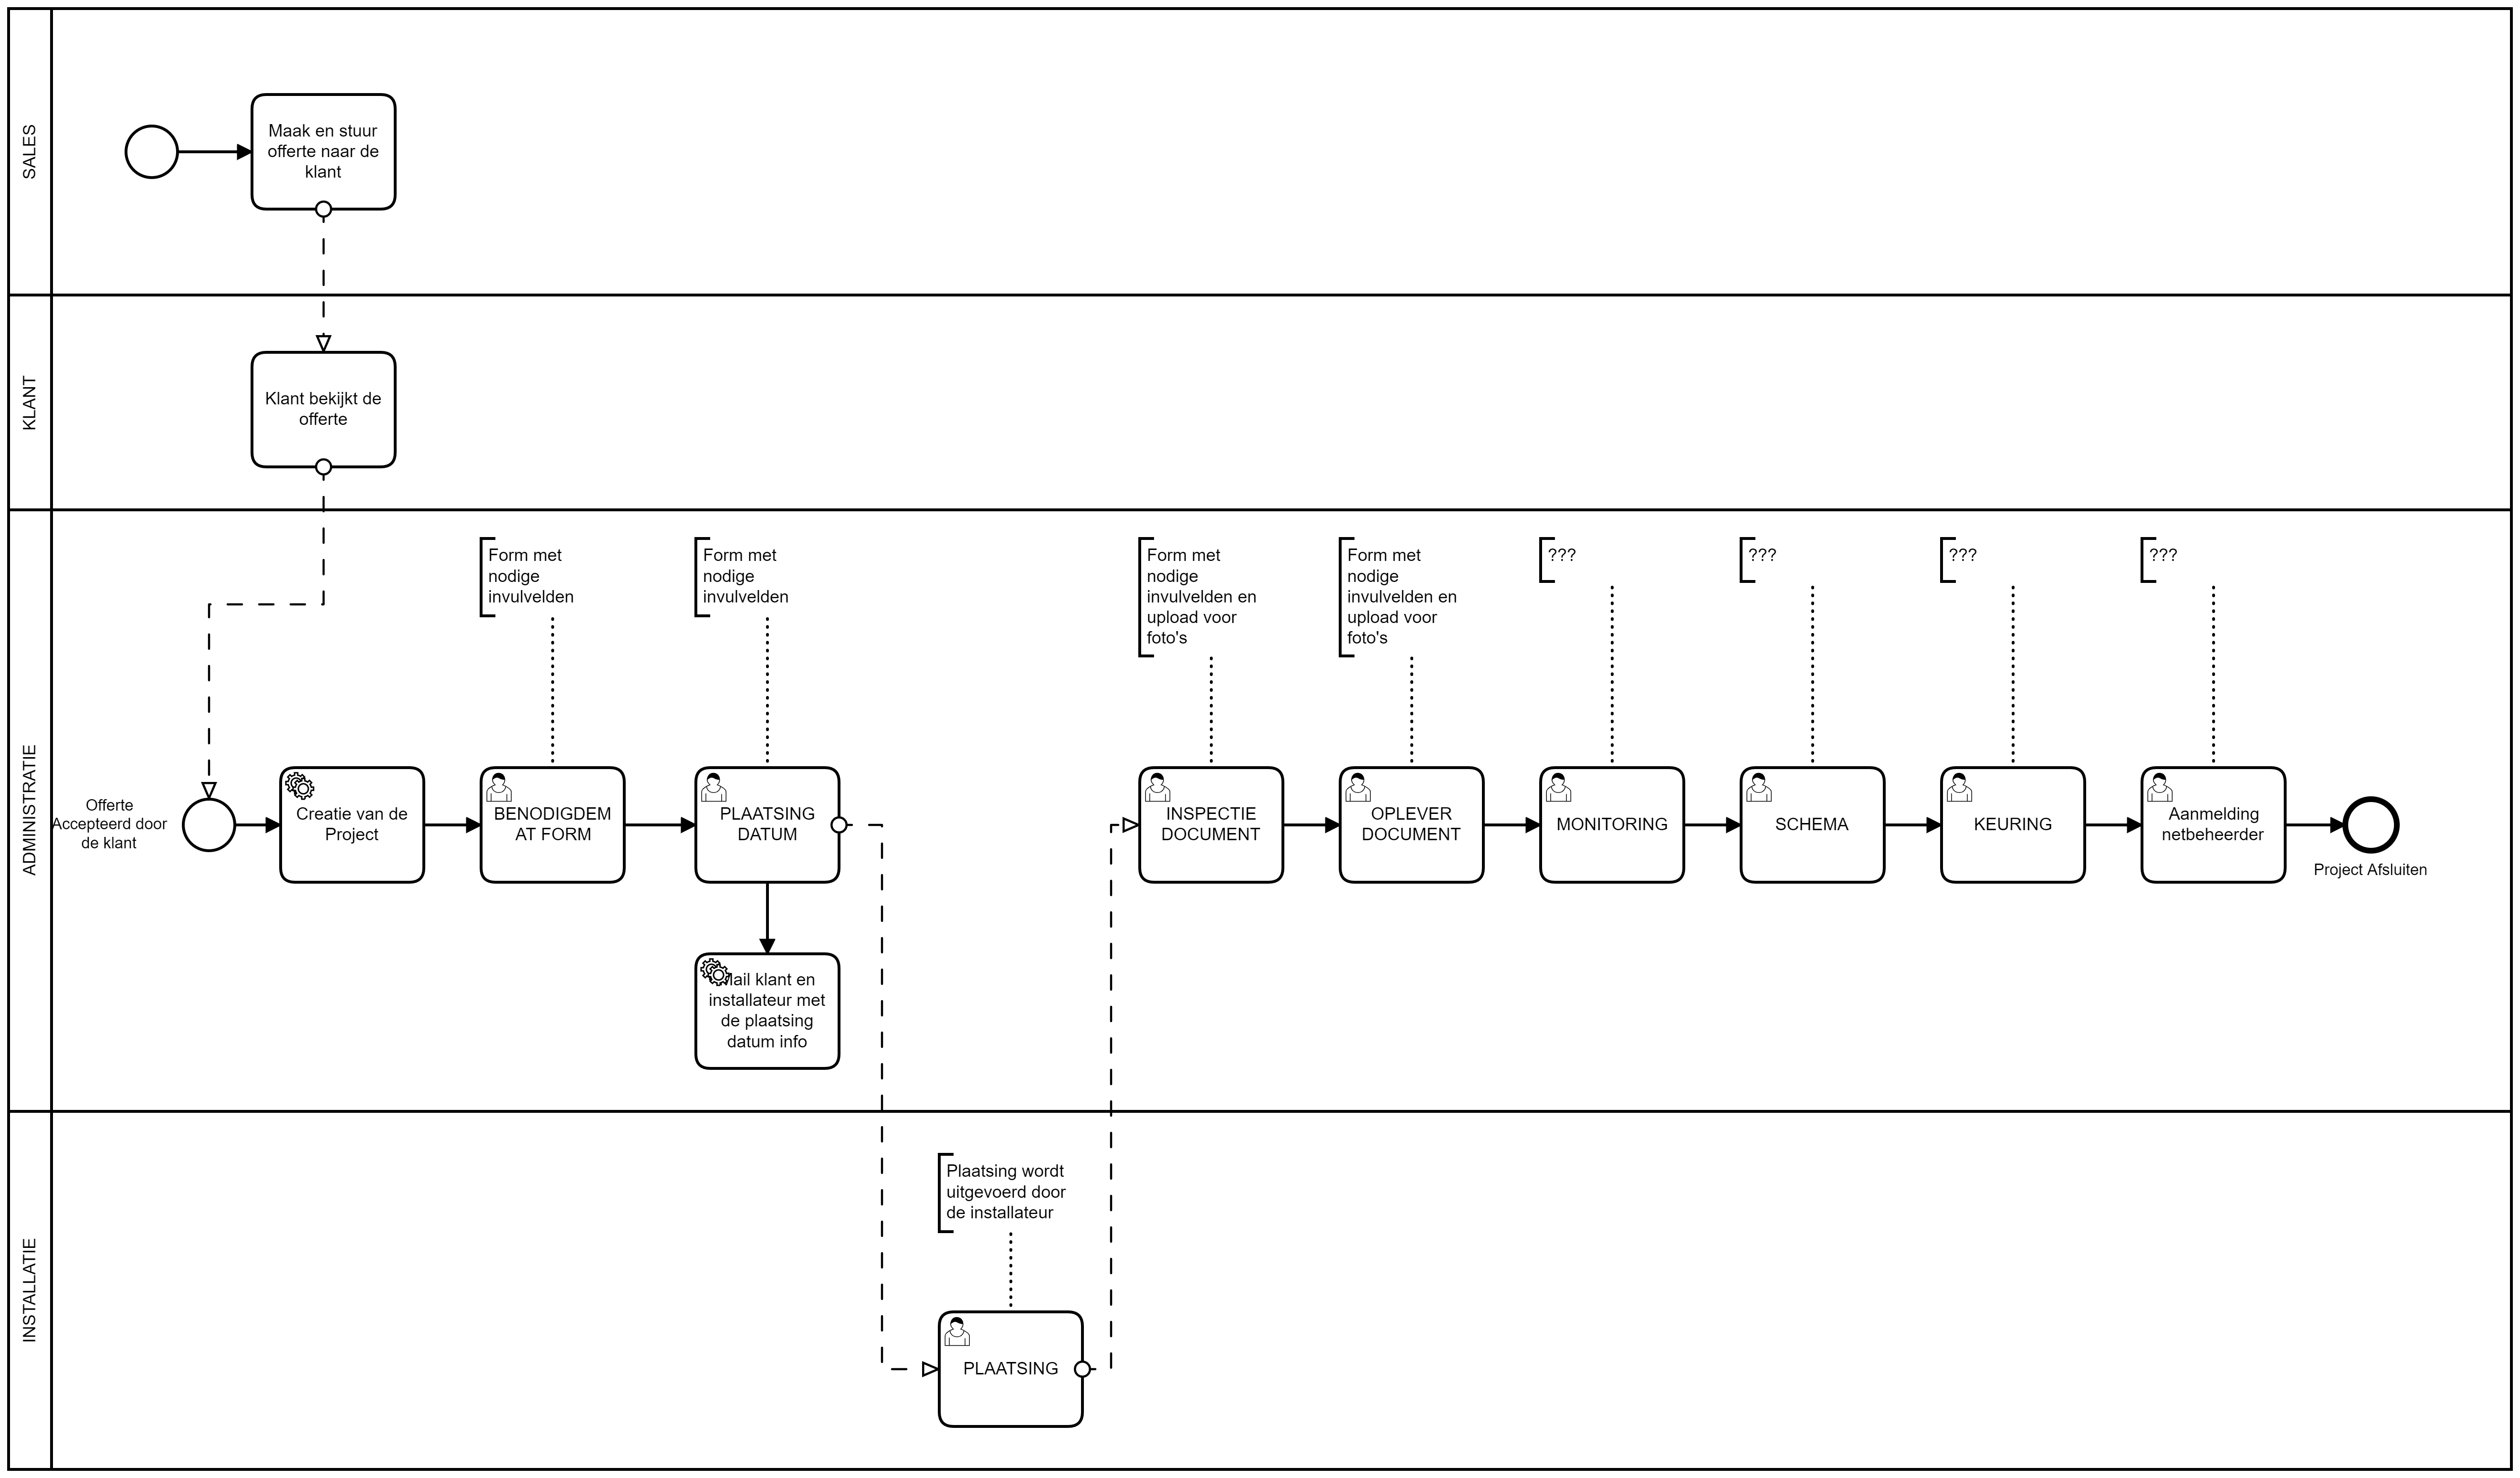 SALES
Maak en stuur
offerte naar de
klant
KLANT
Klant bekijkt de
offerte
ADMINISTRATIE
Form met
nodige
invulvelden
Form met
nodige
invulvelden
Form met
nodige
invulvelden en
upload voor
foto's
Form met
nodige
invulvelden en
upload voor
foto's
???
???
???
???
Offerte
Accepteerd door
de klant
Creatie van de
Project
BENODIGDEM
AT FORM
PLAATSING
DATUM
INSPECTIE
DOCUMENT
OPLEVER
DOCUMENT
MONITORING
SCHEMA
KEURING
Aanmelding
netbeheerder
Project Afsluiten
Mail klant en
installateur met
de plaatsing
datum info
INSTALLATIE
Plaatsing wordt
uitgevoerd door
de installateur
PLAATSING